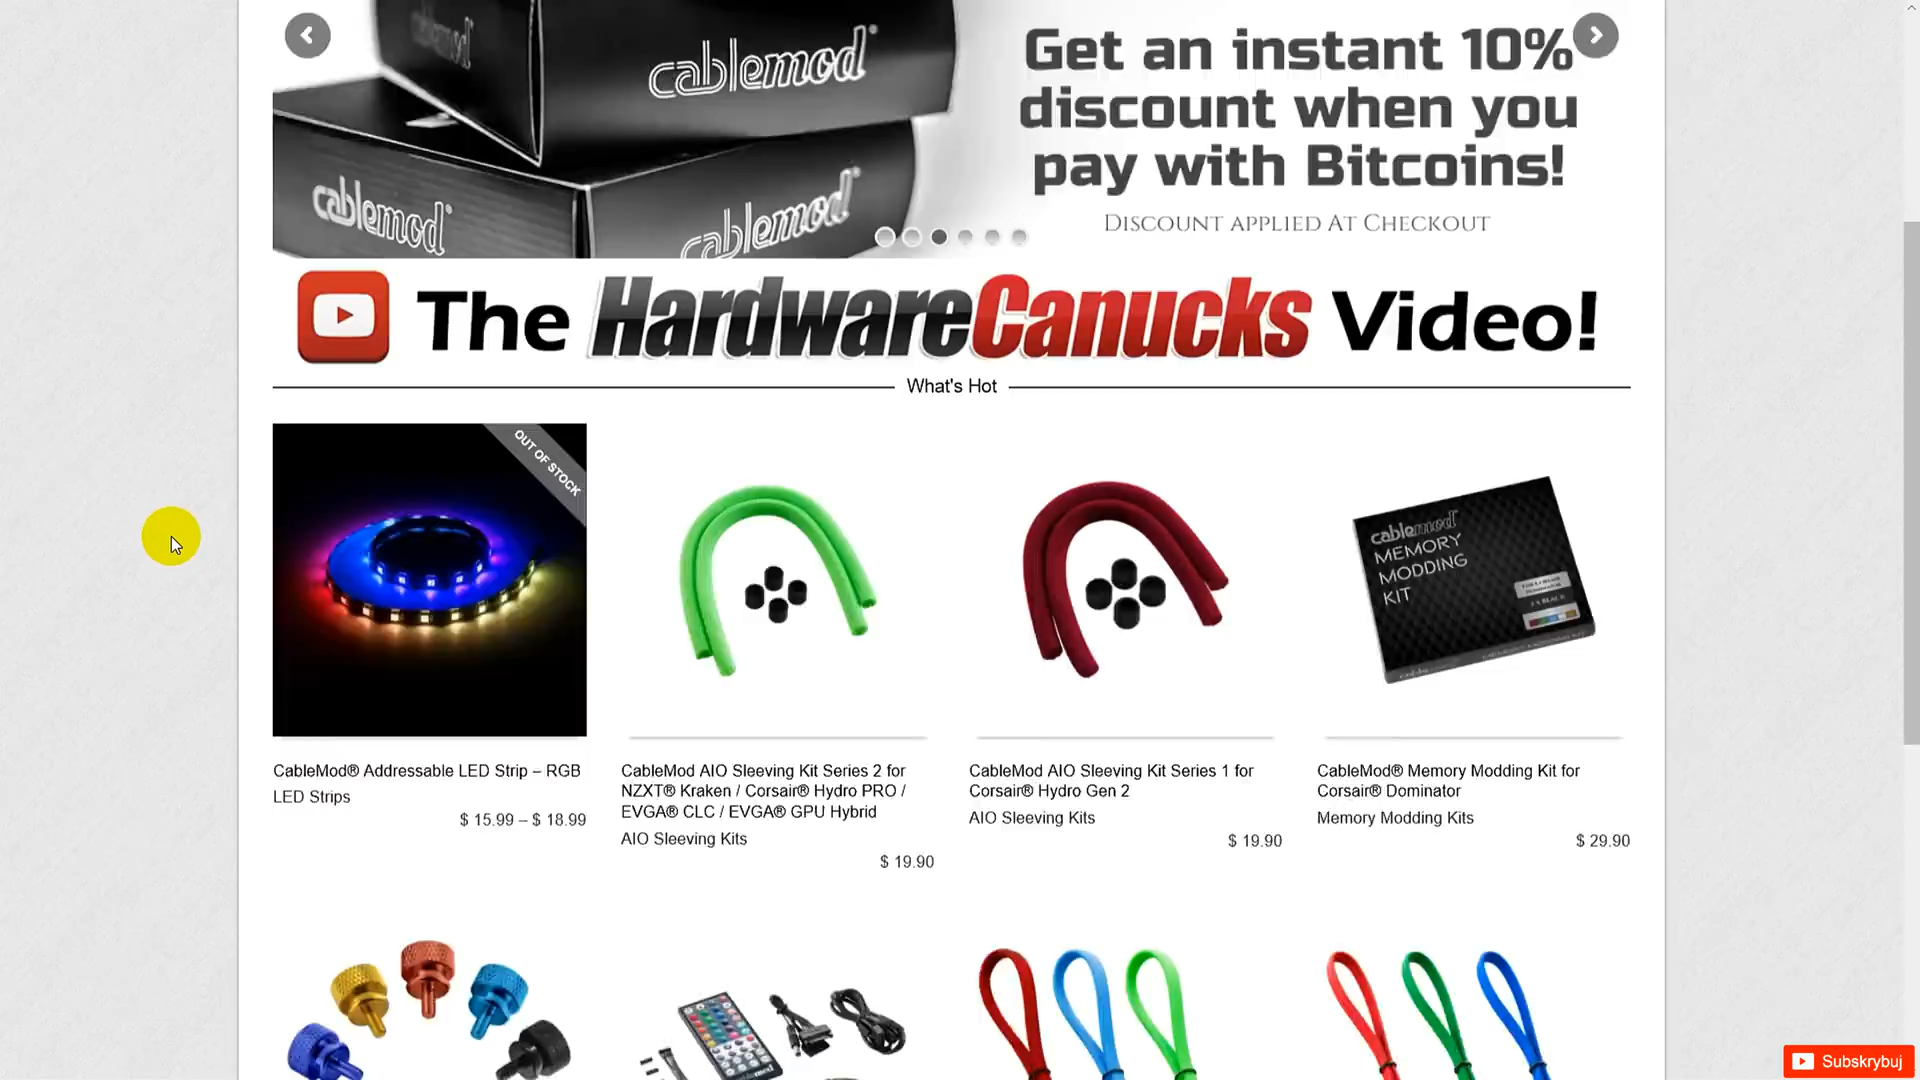 cablemod
Get an instant 10%
discount when you
pay with Bitcoins!
DISCOUNT APPLIED AT CHECKOUT
cablemod
cablemod
The HardwareCanucks Video!
What's Hot
OUT OF STOCK
cablemod
MEMORY
MODDING
KIT
CableMod® Addressable LED Strip – RGB
LED Strips
$ 15.99 – $ 18.99
CableMod AIO Sleeving Kit Series 2 for
NZXT® Kraken / Corsair® Hydro PRO /
EVGA® CLC / EVGA® GPU Hybrid
AIO Sleeving Kits
$ 19.90
CableMod AIO Sleeving Kit Series 1 for
Corsair® Hydro Gen 2
AIO Sleeving Kits
$ 19.90
CableMod® Memory Modding Kit for
Corsair® Dominator
Memory Modding Kits
$ 29.90
cablemod
Subskrybuj